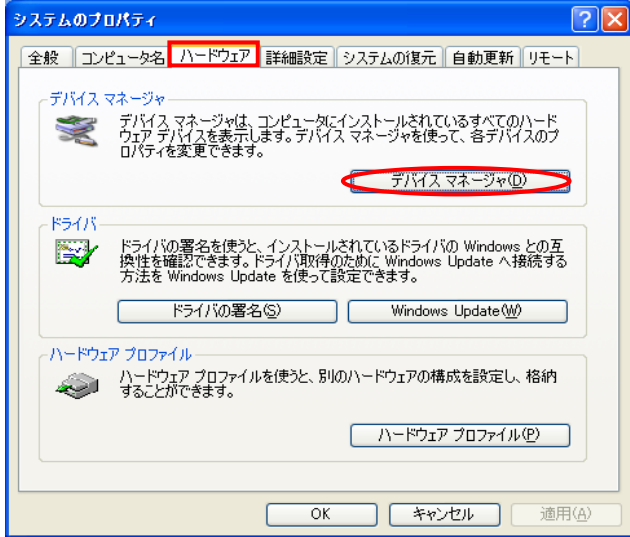 システムのプロパティ
全般 コンピュータ名 ハードウェア 詳細設定 システムの復元 自動更新 リモート
デバイス マネージャ
デバイス マネージャは、コンピュータにインストールされているすべてのハード
ウェア デバイスを表示します。デバイス マネージャを使って、各デバイスのプ
ロパティを変更できます。
デバイス マネージャ(D)
ドライバ
ドライバの署名を使うと、インストールされているドライバの Windows との互
換性を確認できます。ドライバ取得のために Windows Update へ接続する
方法を Windows Update を使って設定できます。
ドライバの署名(S) Windows Update(W)
ハードウェア プロファイル
ハードウェア プロファイルを使うと、別のハードウェアの構成を設定し、格納
することができます。
ハードウェア プロファイル(P)
OK キャンセル 適用(A)